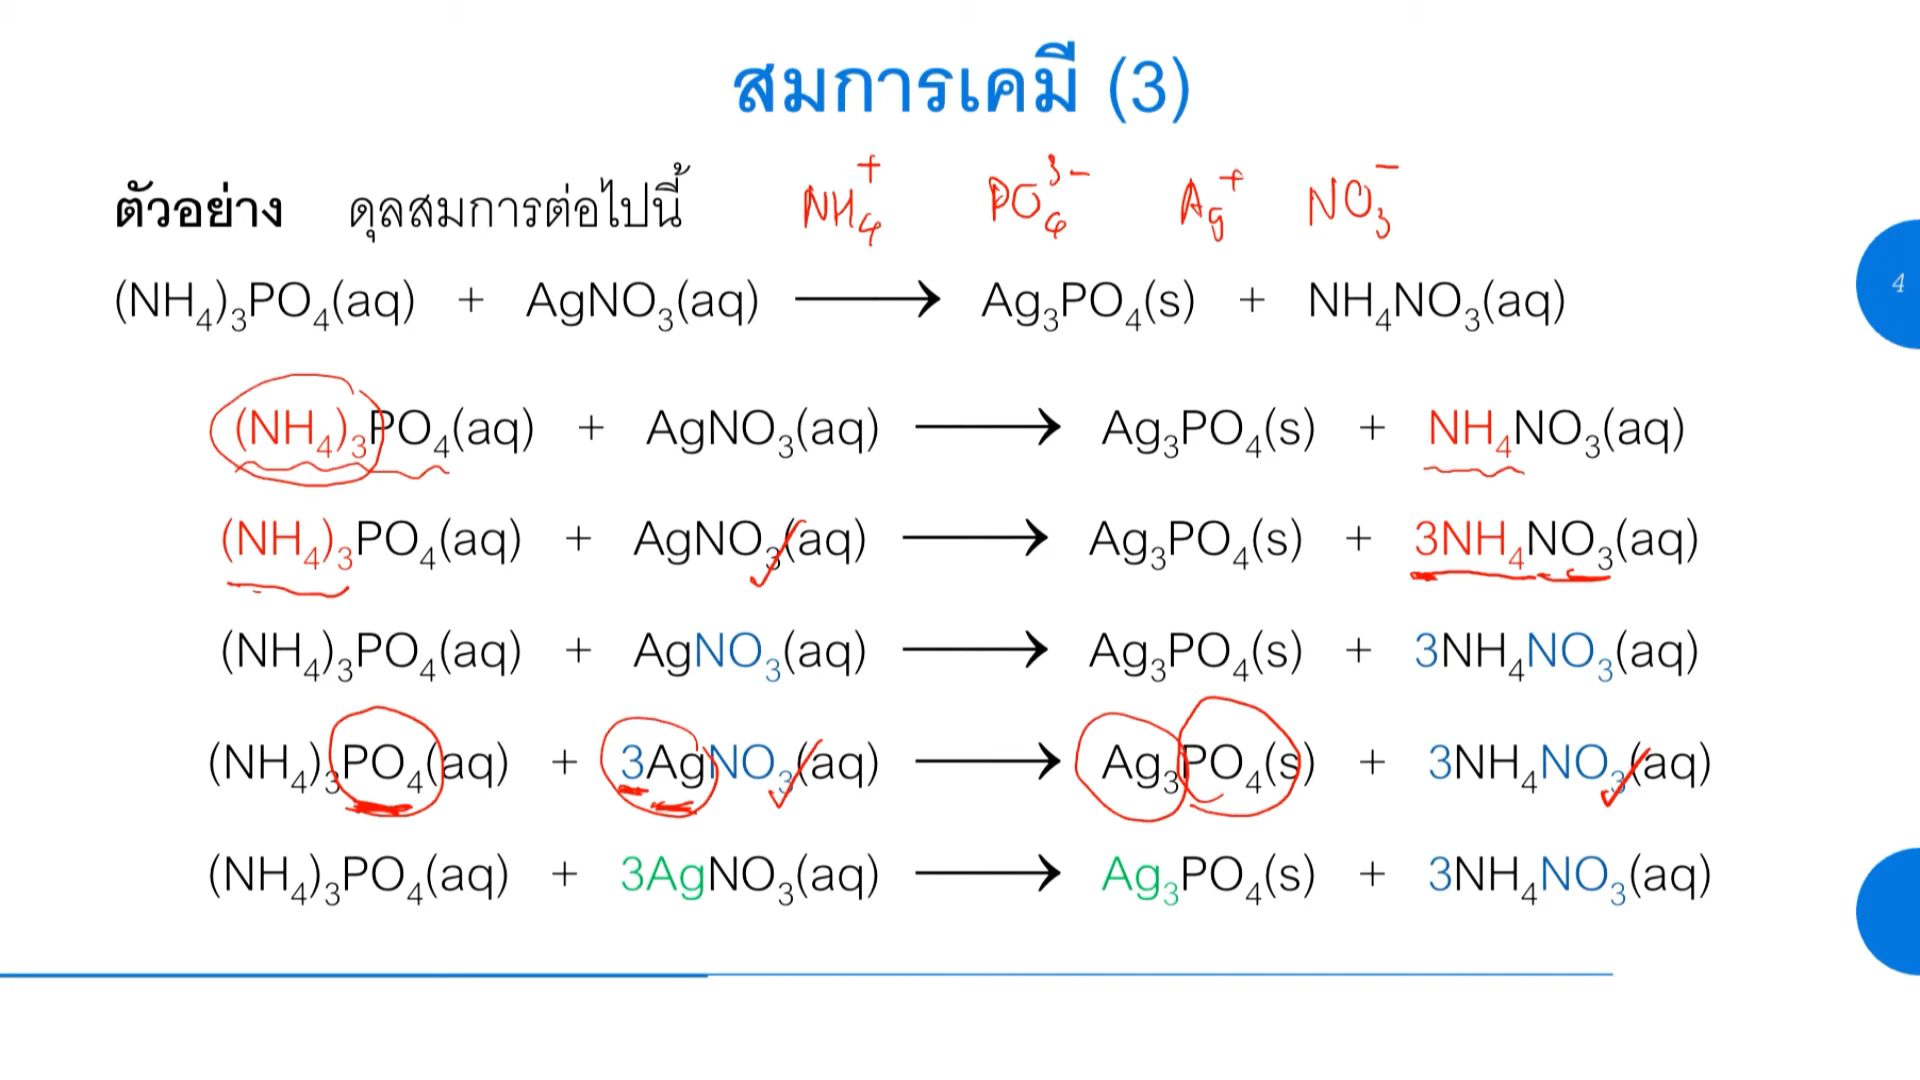 สมการเคมี (3)
ตัวอย่าง ดุลสมการต่อไปนี้ NH₄⁺ PO₄³⁻ Ag⁺ NO₃⁻
(NH₄)₃PO₄(aq) + AgNO₃(aq) ⟶ Ag₃PO₄(s) + NH₄NO₃(aq)
4
(NH₄)₃PO₄(aq) + AgNO₃(aq) ⟶ Ag₃PO₄(s) + NH₄NO₃(aq)
(NH₄)₃PO₄(aq) + AgNO₃(aq) ⟶ Ag₃PO₄(s) + 3NH₄NO₃(aq)
(NH₄)₃PO₄(aq) + AgNO₃(aq) ⟶ Ag₃PO₄(s) + 3NH₄NO₃(aq)
(NH₄)₃PO₄(aq) + 3AgNO₃(aq) ⟶ Ag₃PO₄(s) + 3NH₄NO₃(aq)
(NH₄)₃PO₄(aq) + 3AgNO₃(aq) ⟶ Ag₃PO₄(s) + 3NH₄NO₃(aq)